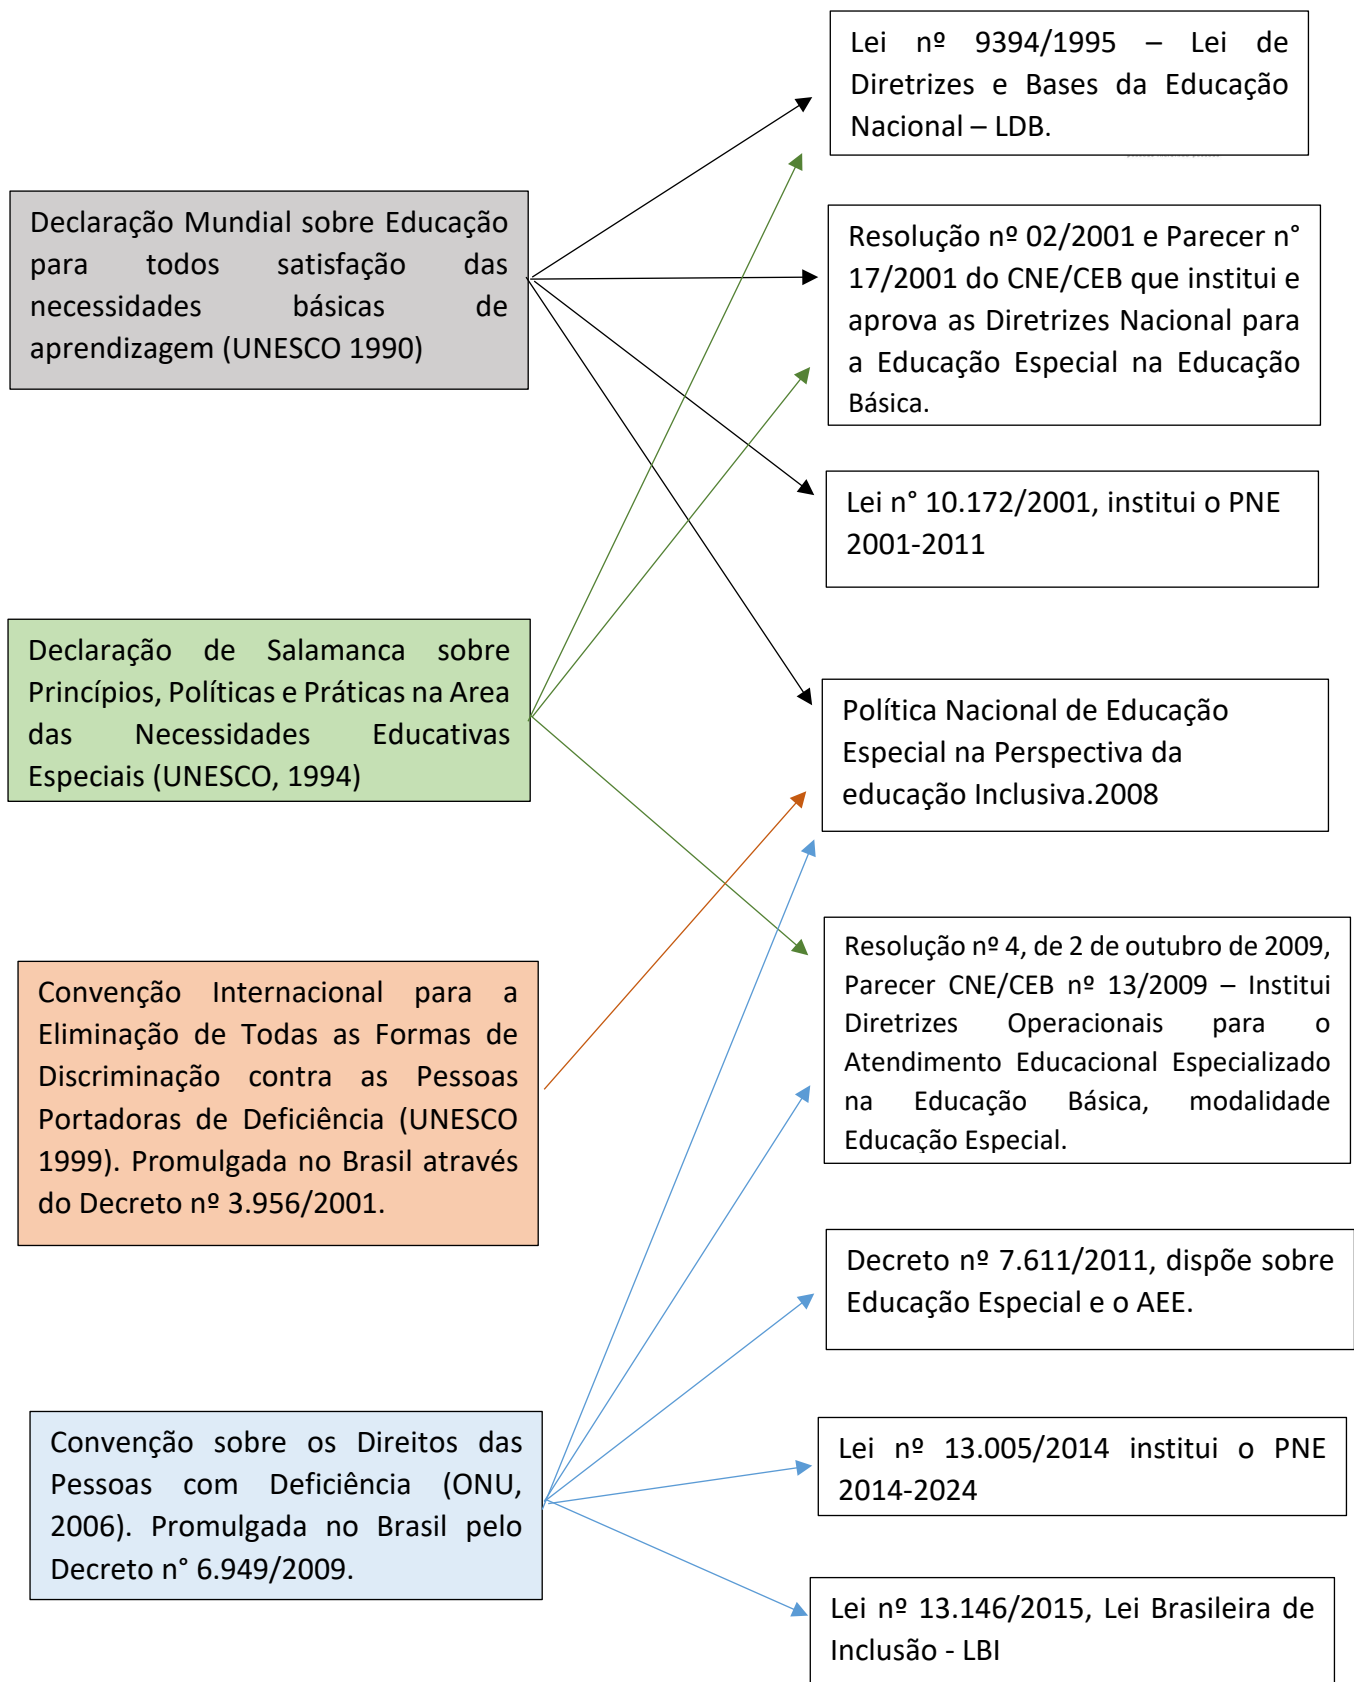 Declaração Mundial sobre Educação
para todos satisfação das
necessidades básicas de
aprendizagem (UNESCO 1990)
Declaração de Salamanca sobre
Princípios, Políticas e Práticas na Area
das Necessidades Educativas
Especiais (UNESCO, 1994)
Convenção Internacional para a
Eliminação de Todas as Formas de
Discriminação contra as Pessoas
Portadoras de Deficiência (UNESCO
1999). Promulgada no Brasil através
do Decreto nº 3.956/2001.
Convenção sobre os Direitos das
Pessoas com Deficiência (ONU,
2006). Promulgada no Brasil pelo
Decreto n° 6.949/2009.
Lei nº 9394/1995 – Lei de
Diretrizes e Bases da Educação
Nacional – LDB.
Resolução nº 02/2001 e Parecer n°
17/2001 do CNE/CEB que institui e
aprova as Diretrizes Nacional para
a Educação Especial na Educação
Básica.
Lei n° 10.172/2001, institui o PNE
2001-2011
Política Nacional de Educação
Especial na Perspectiva da
educação Inclusiva.2008
Resolução nº 4, de 2 de outubro de 2009,
Parecer CNE/CEB nº 13/2009 – Institui
Diretrizes Operacionais para o
Atendimento Educacional Especializado
na Educação Básica, modalidade
Educação Especial.
Decreto nº 7.611/2011, dispõe sobre
Educação Especial e o AEE.
Lei nº 13.005/2014 institui o PNE
2014-2024
Lei nº 13.146/2015, Lei Brasileira de
Inclusão - LBI